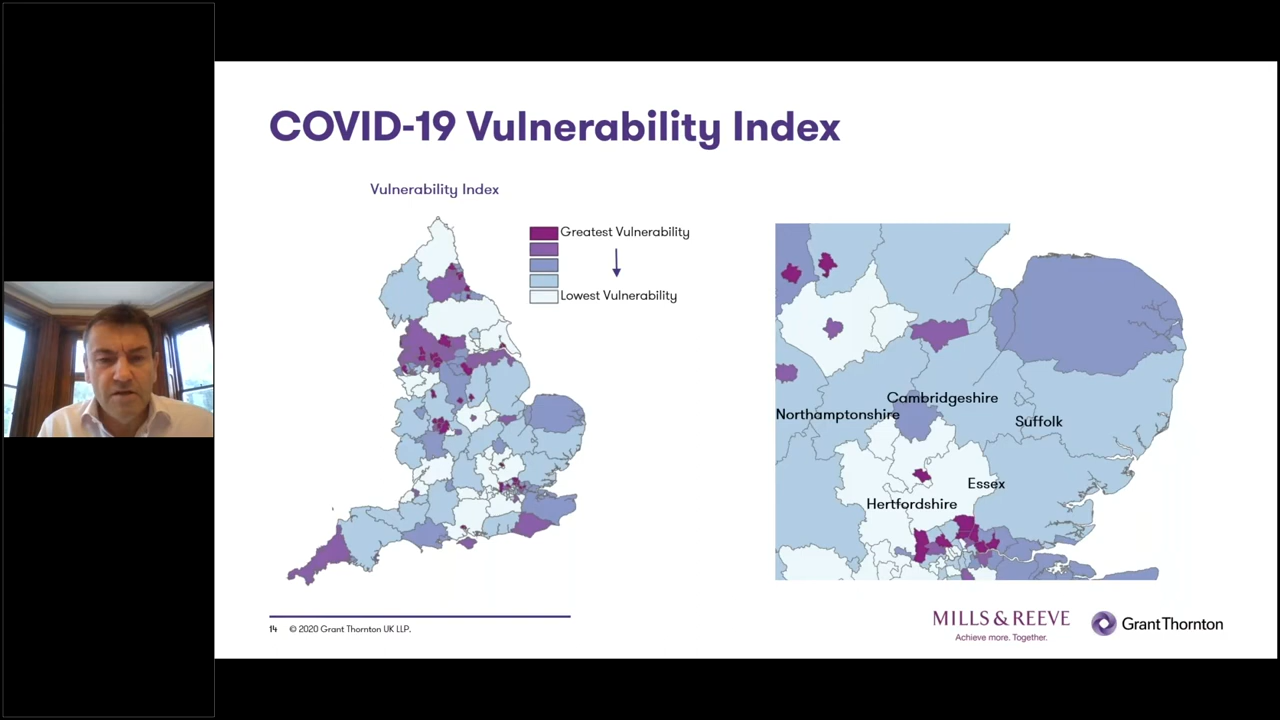 COVID-19 Vulnerability Index
Vulnerability Index
Greatest Vulnerability
Lowest Vulnerability
Cambridgeshire
Northamptonshire
Suffolk
Essex
Hertfordshire
14 © 2020 Grant Thornton UK LLP.
MILLS & REEVE
Achieve more. Together.
Grant Thornton